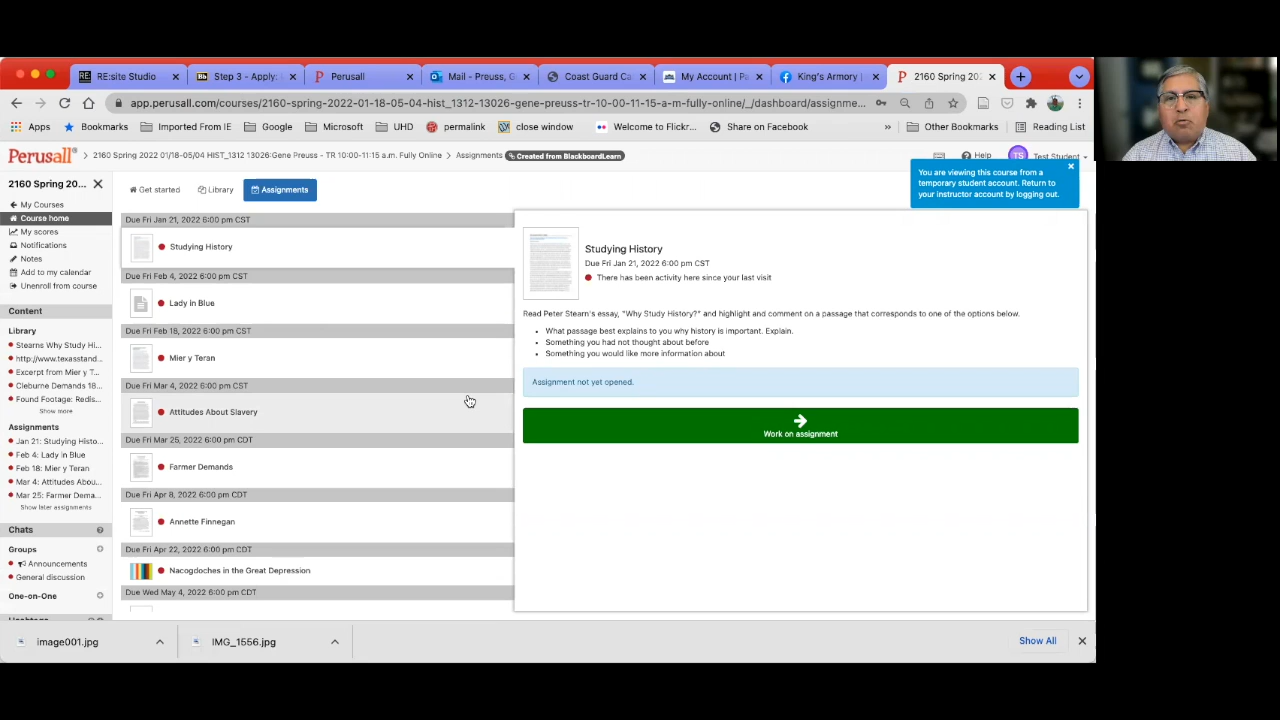 RE:site Studio
Step 3 - Apply:
Perusall
Mail - Preuss, G
Coast Guard Ca
My Account | Pa
King's Armory |
2160 Spring 202
app.perusall.com/courses/2160-spring-2022-01-18-05-04-hist_1312-13026-gene-preuss-tr-10-00-11-15-a-m-fully-online/_/dashboard/assignme...
Apps
Bookmarks
Imported From IE
Google
Microsoft
UHD
permalink
close window
Welcome to Flickr...
Share on Facebook
»
Other Bookmarks
Reading List
Perusall
2160 Spring 2022 01/18-05/04 HIST_1312 13026:Gene Preuss - TR 10:00-11:15 a.m. Fully Online > Assignments
Created from BlackboardLearn
Help
TS
Test Student
You are viewing this course from a
temporary student account. Return to
your instructor account by logging out.
2160 Spring 20...
My Courses
Course home
My scores
Notifications
Notes
Add to my calendar
Unenroll from course
Content
Library
Stearns Why Study Hi...
http://www.texasstand...
Excerpt from Mier y T...
Cleburne Demands 18...
Found Footage: Redis...
Show more
Assignments
Jan 21: Studying Histo...
Feb 4: Lady in Blue
Feb 18: Mier y Teran
Mar 4: Attitudes Abou...
Mar 25: Farmer Dema...
Show later assignments
Chats
Groups
Announcements
General discussion
One-on-One
Hashtags
Get started
Library
Assignments
Due Fri Jan 21, 2022 6:00 pm CST
Studying History
Due Fri Feb 4, 2022 6:00 pm CST
Lady in Blue
Due Fri Feb 18, 2022 6:00 pm CST
Mier y Teran
Due Fri Mar 4, 2022 6:00 pm CST
Attitudes About Slavery
Due Fri Mar 25, 2022 6:00 pm CDT
Farmer Demands
Due Fri Apr 8, 2022 6:00 pm CDT
Annette Finnegan
Due Fri Apr 22, 2022 6:00 pm CDT
Nacogdoches in the Great Depression
Due Wed May 4, 2022 6:00 pm CDT
Studying History
Due Fri Jan 21, 2022 6:00 pm CST
There has been activity here since your last visit
Read Peter Stearn's essay, "Why Study History?" and highlight and comment on a passage that corresponds to one of the options below.
• What passage best explains to you why history is important. Explain.
• Something you had not thought about before
• Something you would like more information about
Assignment not yet opened.
Work on assignment
image001.jpg
IMG_1556.jpg
Show All